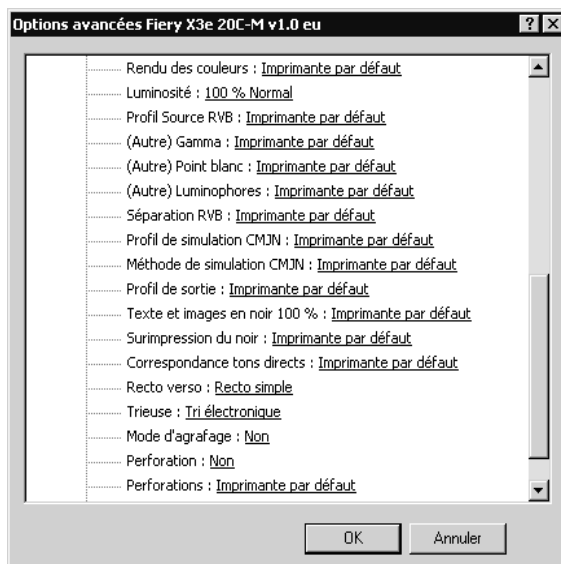 Options avancées Fiery X3e 20C-M v1.0 eu
Rendu des couleurs : Imprimante par défaut
Luminosité : 100 % Normal
Profil Source RVB : Imprimante par défaut
(Autre) Gamma : Imprimante par défaut
(Autre) Point blanc : Imprimante par défaut
(Autre) Luminophores : Imprimante par défaut
Séparation RVB : Imprimante par défaut
Profil de simulation CMJN : Imprimante par défaut
Méthode de simulation CMJN : Imprimante par défaut
Profil de sortie : Imprimante par défaut
Texte et images en noir 100 % : Imprimante par défaut
Surimpression du noir : Imprimante par défaut
Correspondance tons directs : Imprimante par défaut
Recto verso : Recto simple
Trieuse : Tri électronique
Mode d'agrafage : Non
Perforation : Non
Perforations : Imprimante par défaut
OK Annuler